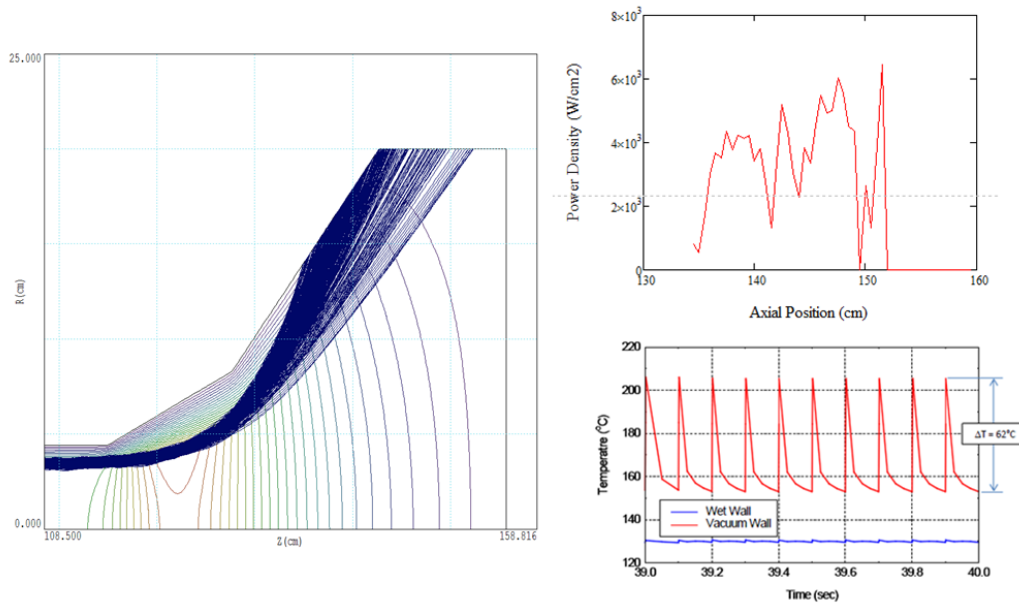 25.000
R(cm)
0.000
108.500
Z(cm)
158.816
8×10³
6×10³
4×10³
2×10³
0
Power Density (W/cm2)
130
140
150
160
Axial Position (cm)
220
200
180
160
140
120
Temperatre (°C)
ΔT = 62°C
Wet Wall
Vacuum Wall
39.0
39.2
39.4
39.6
39.8
40.0
Time (sec)